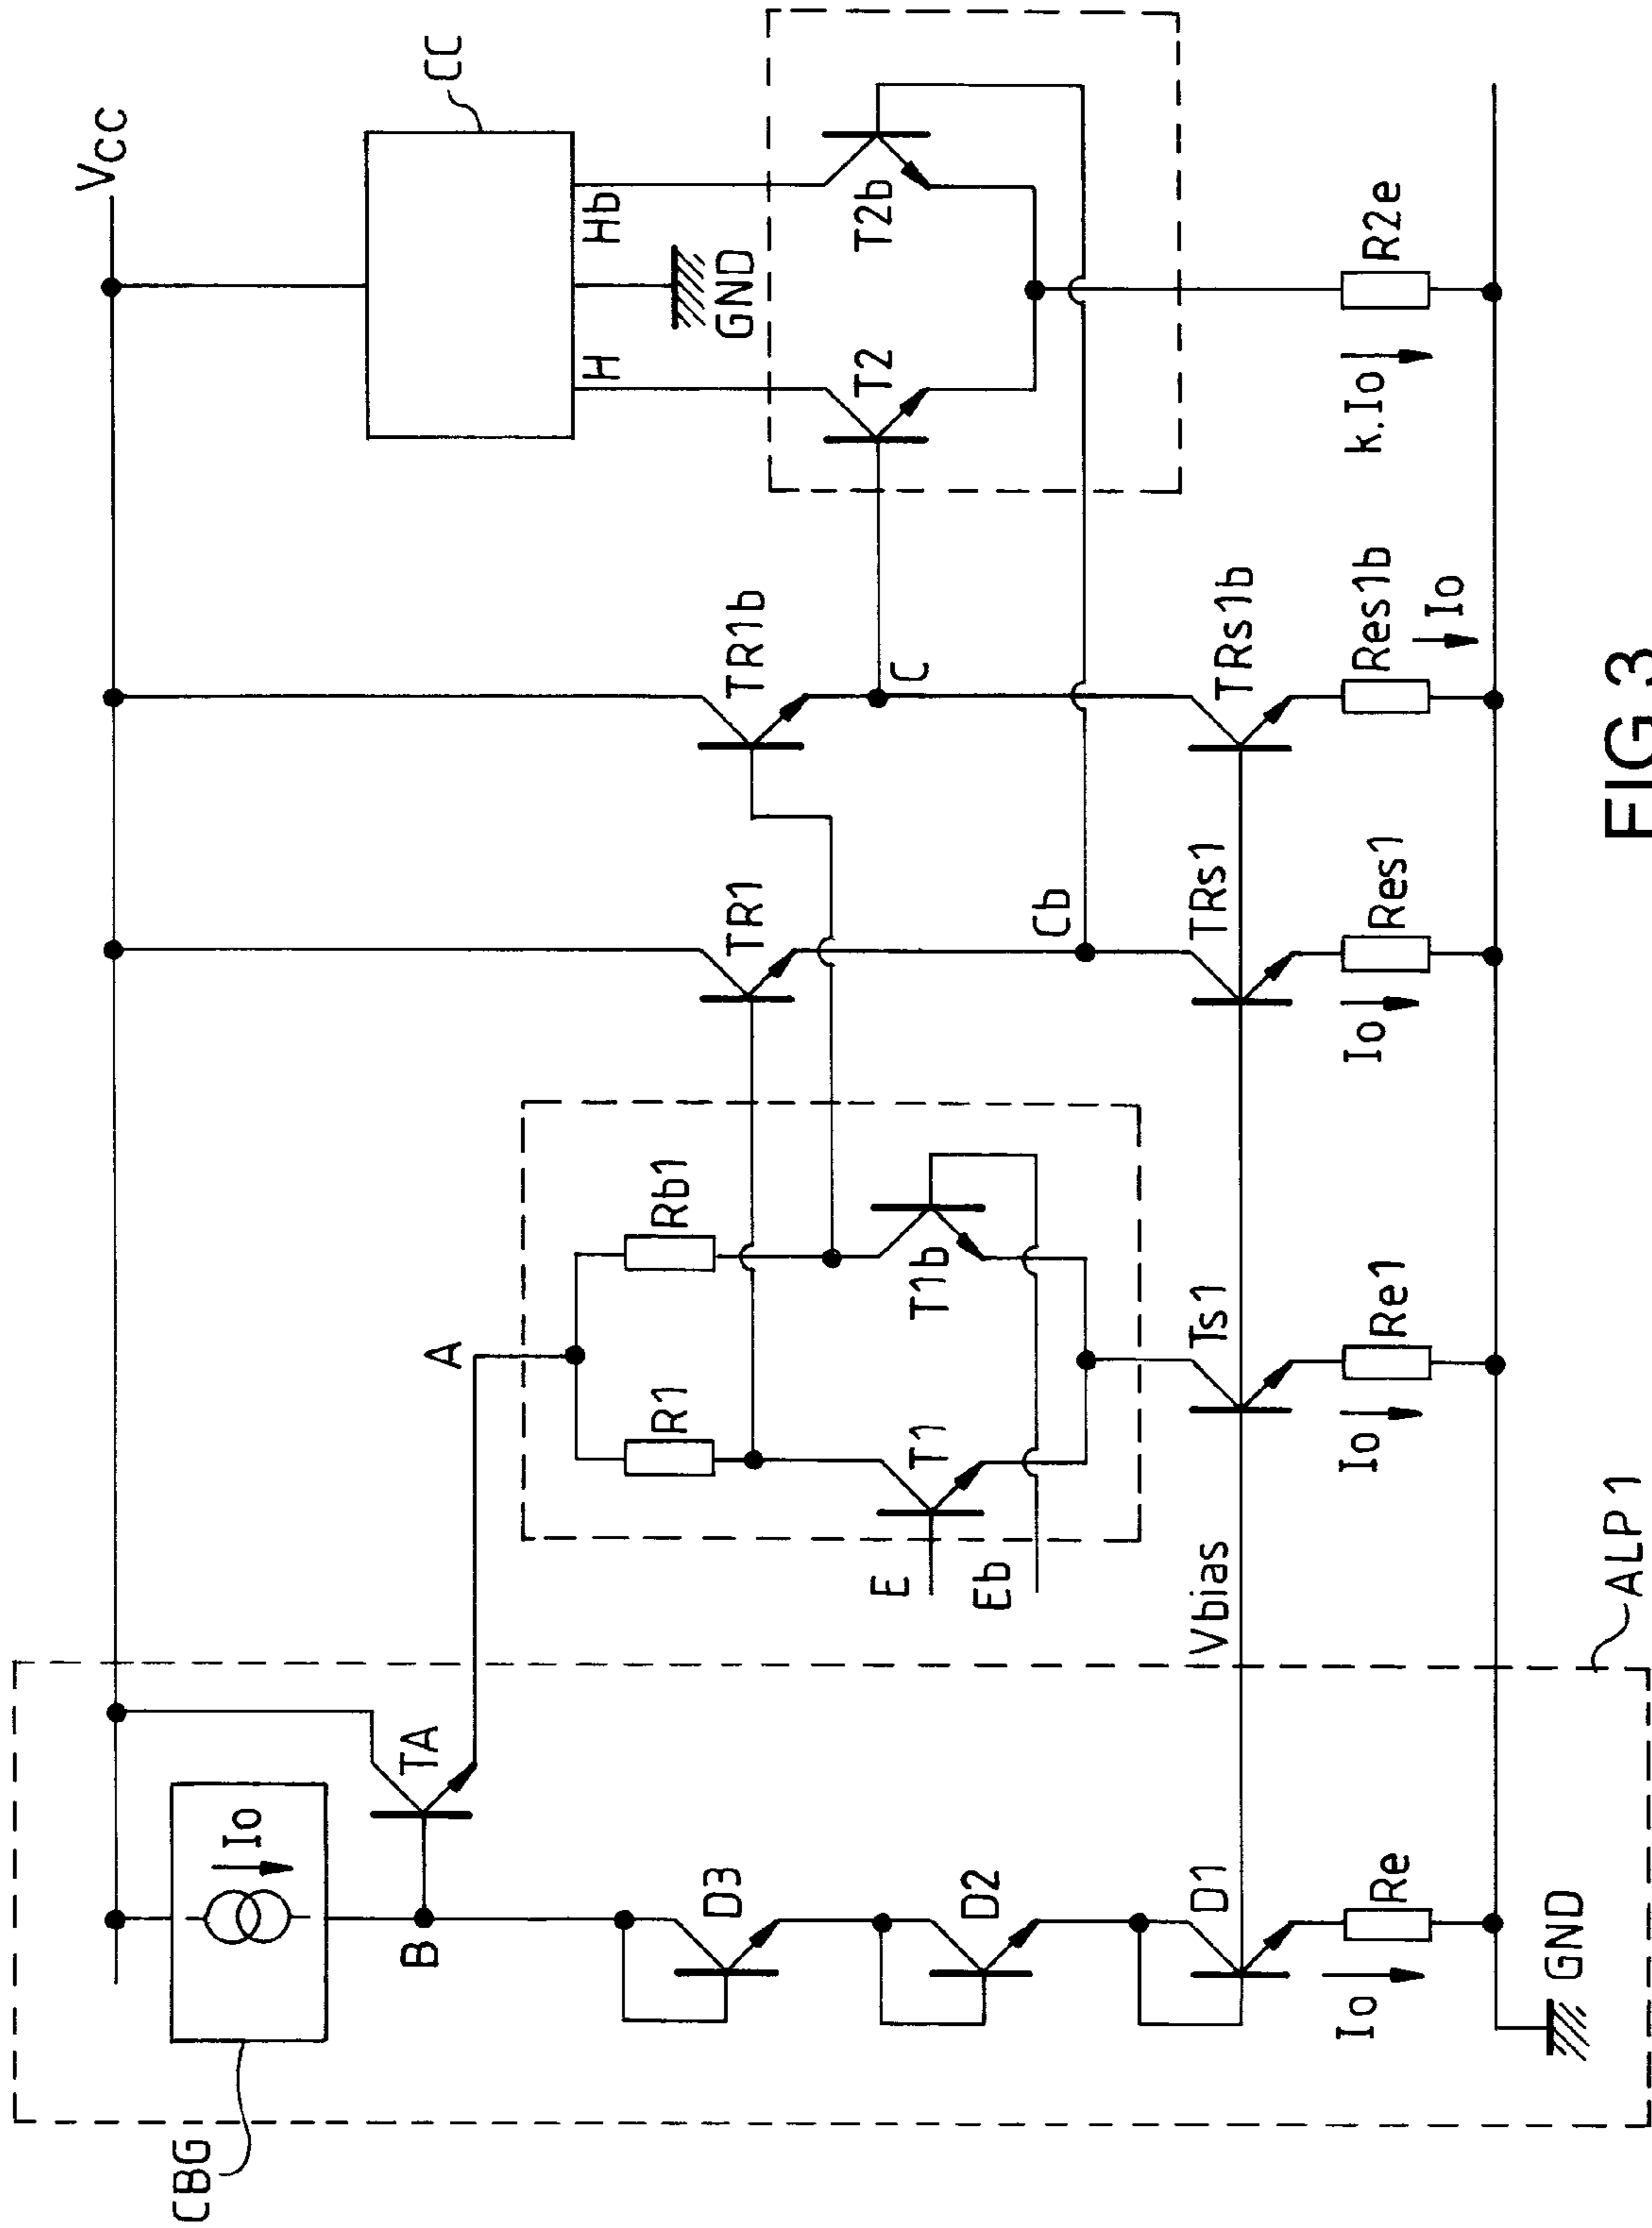 VCC
CC
CBG
Io
TA
B
A
H
Hb
GND
D3
R1
Rb1
TR1
TR1b
T2
T2b
D2
E
Eb
T1
T1b
Cb
C
Vbias
D1
Ts1
TRs1
TRs1b
Io
Re
Io
Re1
Io
Res1
Res1b
Io
k.Io
R2e
GND
ALP1
FIG.3